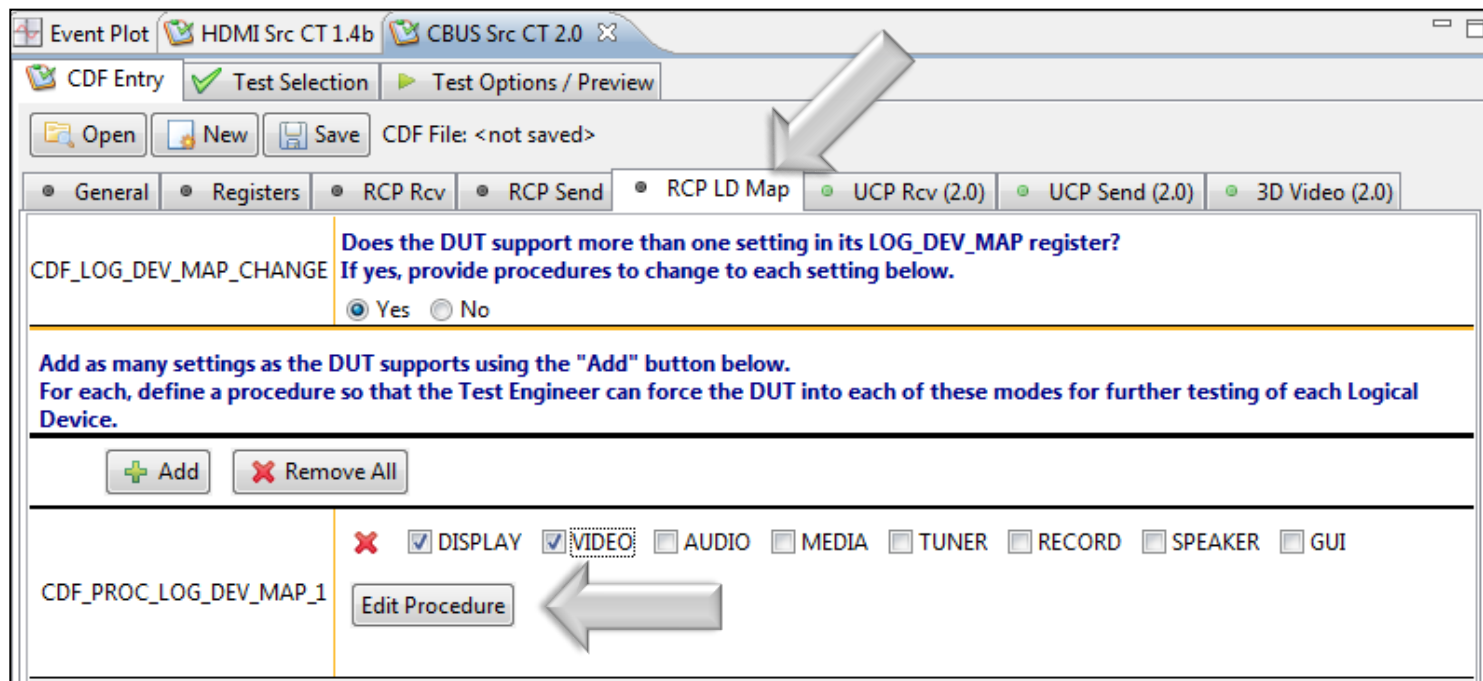 Event Plot HDMI Src CT 1.4b CBUS Src CT 2.0
CDF Entry Test Selection Test Options / Preview
Open New Save CDF File: <not saved>
General Registers RCP Rcv RCP Send RCP LD Map UCP Rcv (2.0) UCP Send (2.0) 3D Video (2.0)
Does the DUT support more than one setting in its LOG_DEV_MAP register?
CDF_LOG_DEV_MAP_CHANGE If yes, provide procedures to change to each setting below.
Yes No
Add as many settings as the DUT supports using the "Add" button below.
For each, define a procedure so that the Test Engineer can force the DUT into each of these modes for further testing of each Logical
Device.
Add Remove All
DISPLAY VIDEO AUDIO MEDIA TUNER RECORD SPEAKER GUI
CDF_PROC_LOG_DEV_MAP_1 Edit Procedure